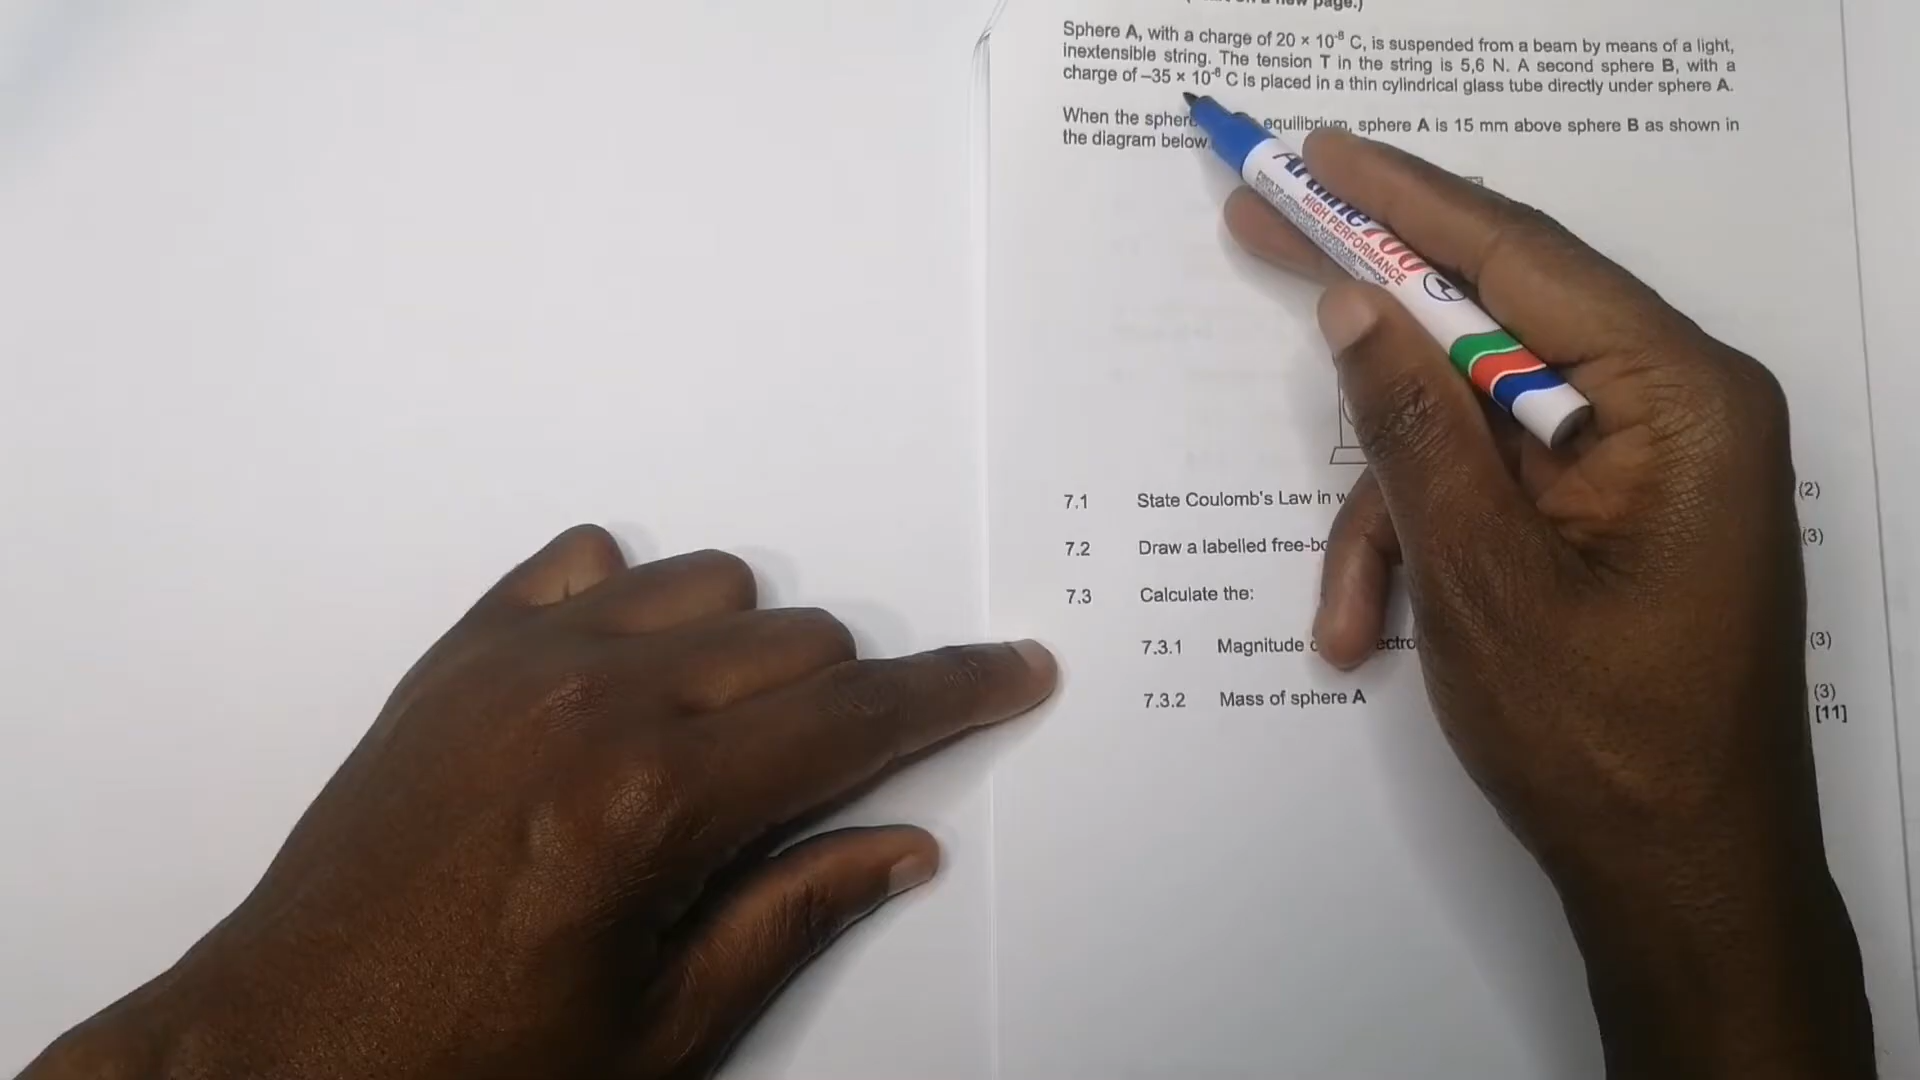 new page.)
Sphere A, with a charge of 20 × 10⁻⁸ C, is suspended from a beam by means of a light,
inextensible string. The tension T in the string is 5,6 N. A second sphere B, with a
charge of –35 × 10⁻⁸ C is placed in a thin cylindrical glass tube directly under sphere A.
When the sphere equilibrium, sphere A is 15 mm above sphere B as shown in
the diagram below.
Artline 700
HIGH PERFORMANCE
7.1 State Coulomb's Law in (2)
7.2 Draw a labelled (3)
7.3 Calculate the:
7.3.1 Magnitude (3)
7.3.2 Mass of sphere A (3)
[11]